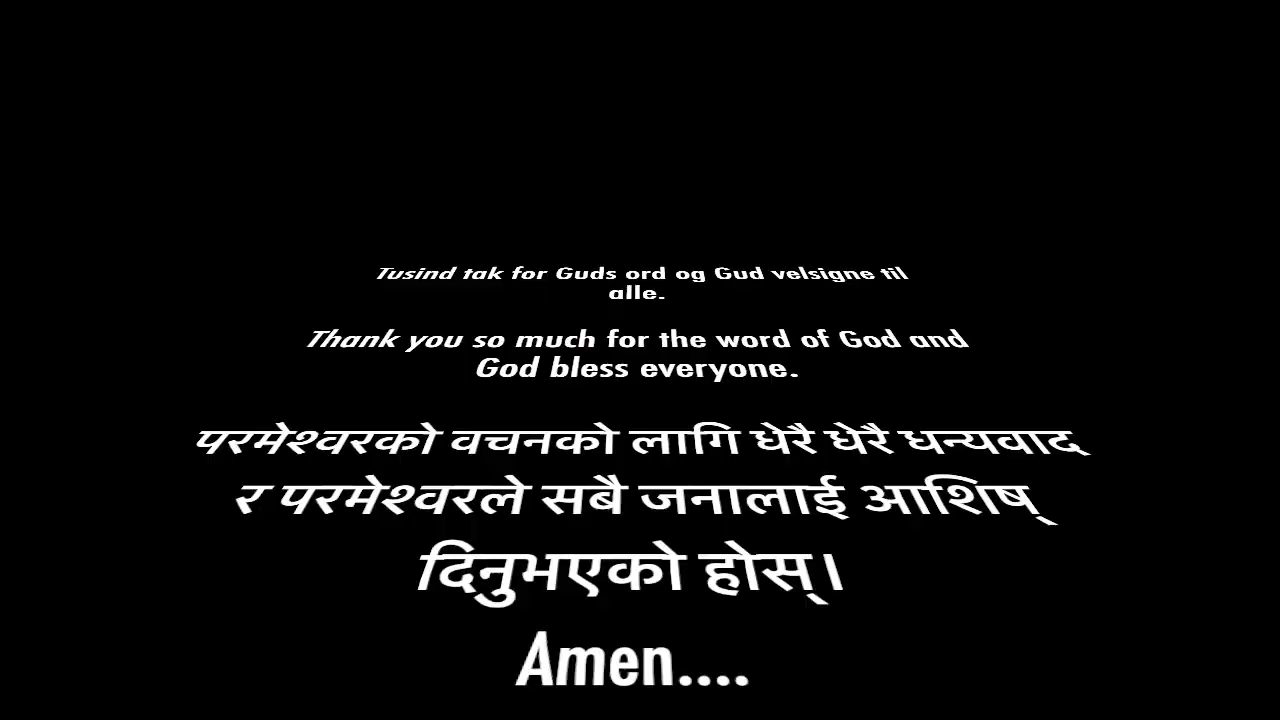 Tusind tak for Guds ord og Gud velsigne til
alle.
Thank you so much for the word of God and
God bless everyone.
परमेश्वरको वचनको लागि धेरै धेरै धन्यवाद
र परमेश्वरले सबै जनालाई आशिष्
दिनुभएको होस्।
Amen....